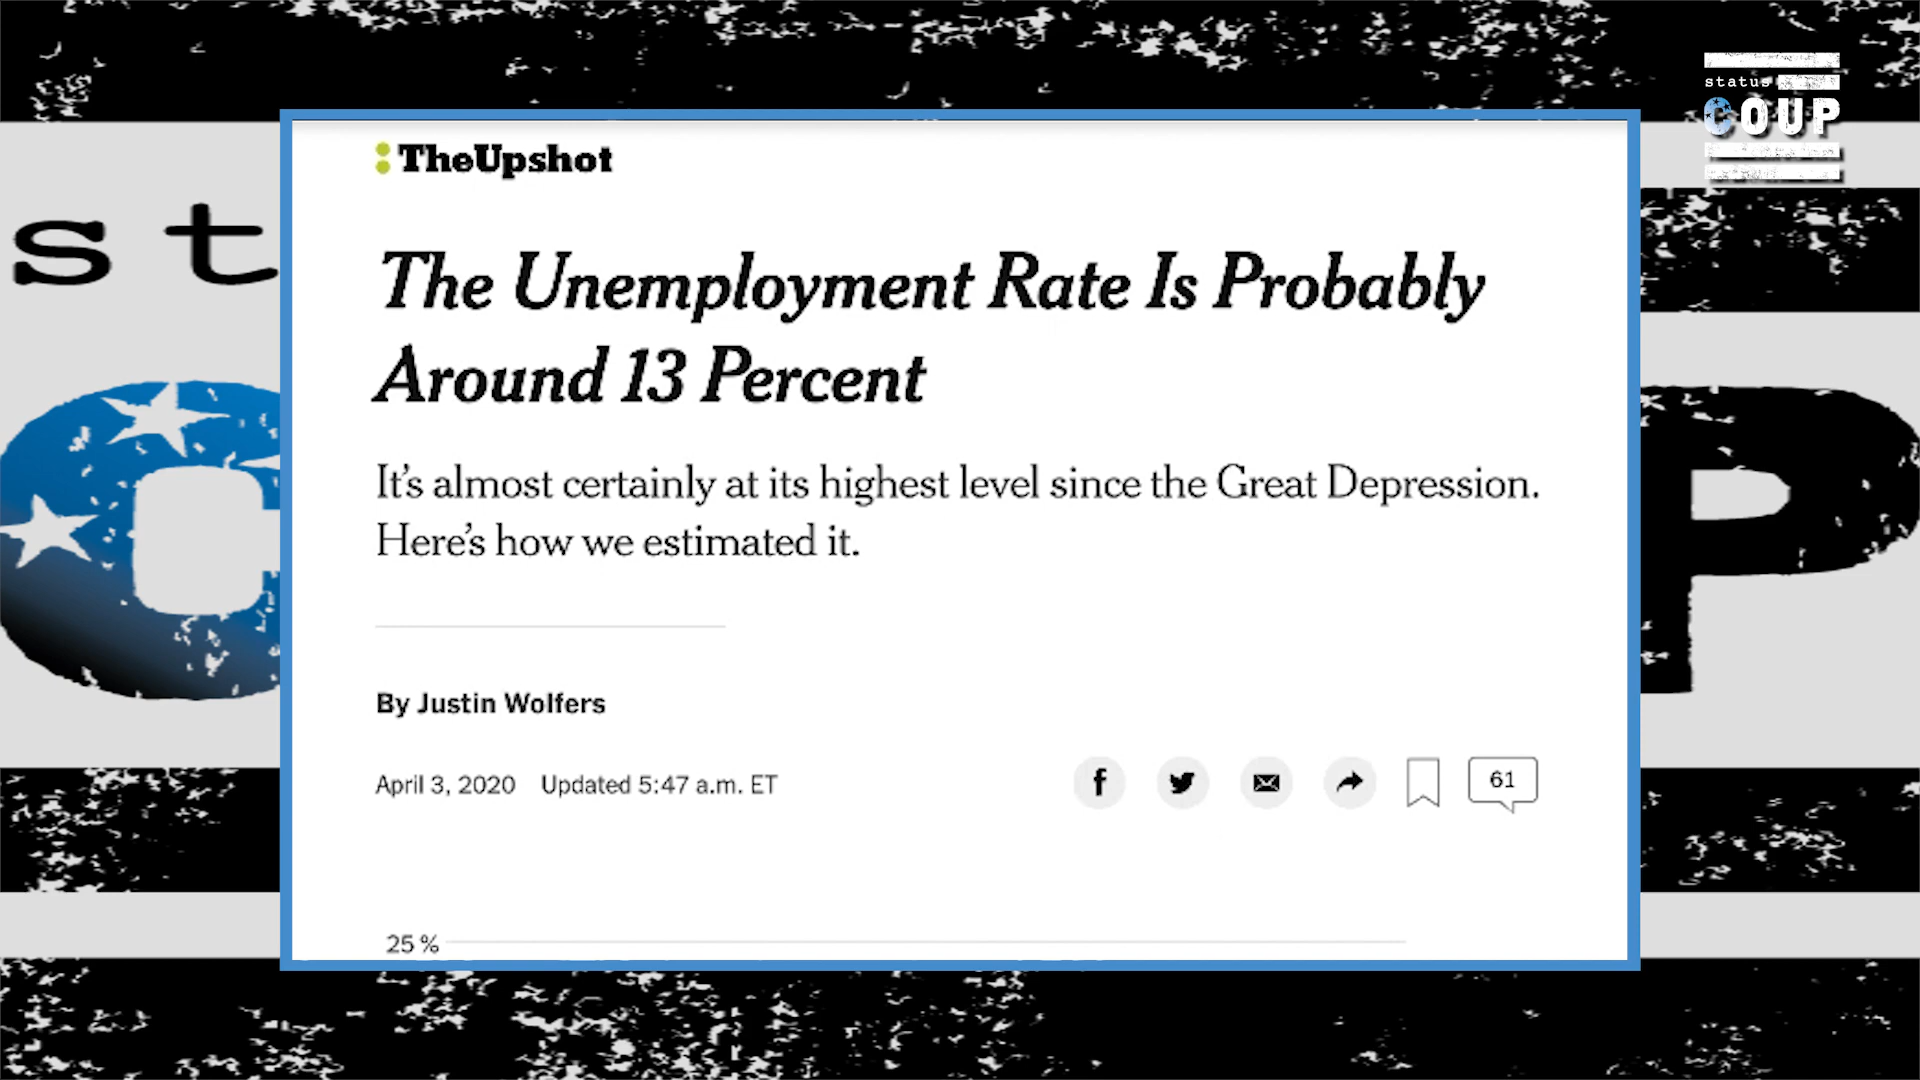 status
COUP
st
C
P
TheUpshot
The Unemployment Rate Is Probably
Around 13 Percent
It's almost certainly at its highest level since the Great Depression.
Here's how we estimated it.
By Justin Wolfers
April 3, 2020 Updated 5:47 a.m. ET
61
25 %